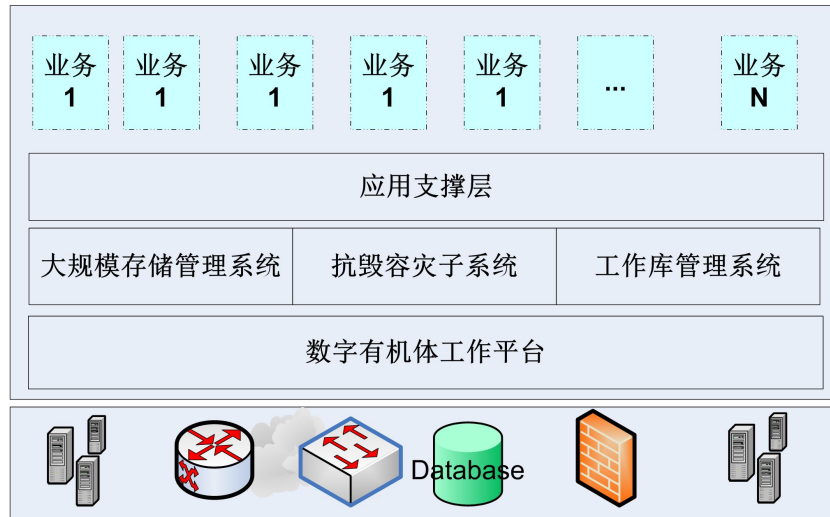 业务
1
业务
1
业务
1
业务
1
业务
1
...
业务
N
应用支撑层
大规模存储管理系统
抗毁容灾子系统
工作库管理系统
数字有机体工作平台
Database